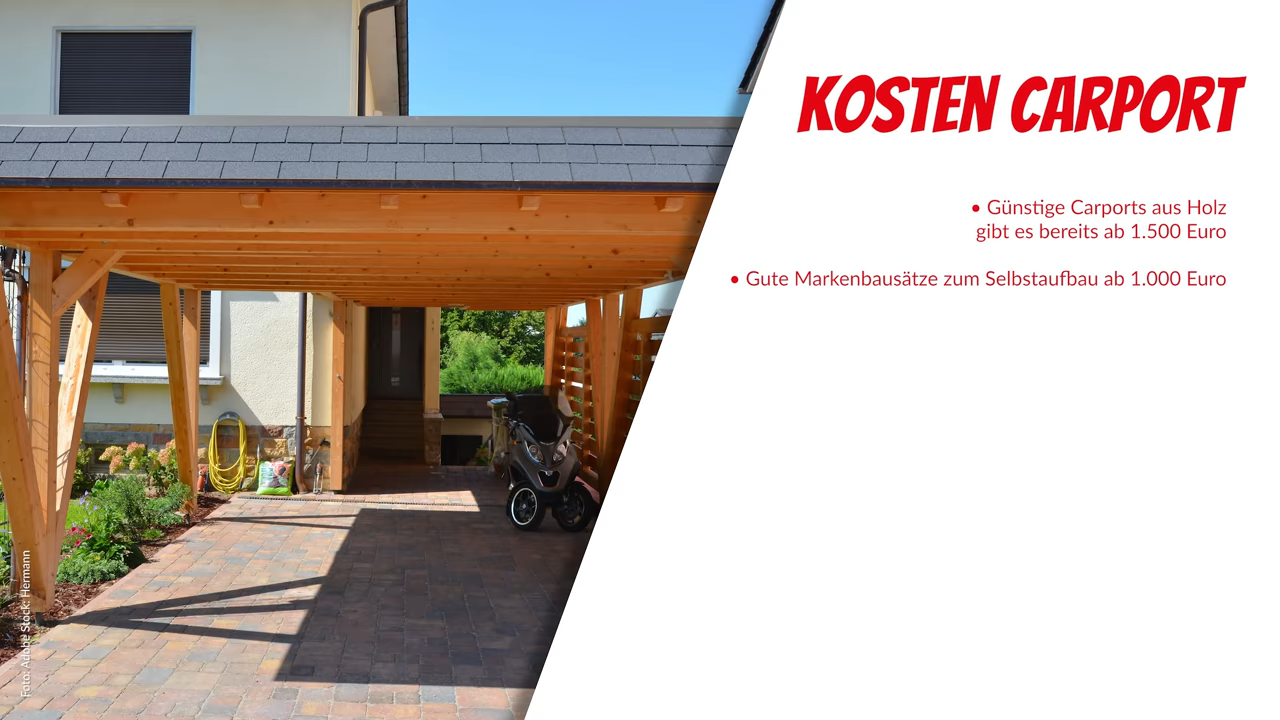 KOSTEN CARPORT
• Günstige Carports aus Holz
gibt es bereits ab 1.500 Euro
• Gute Markenbausätze zum Selbstaufbau ab 1.000 Euro
Foto: Adobe Stock: Hermann